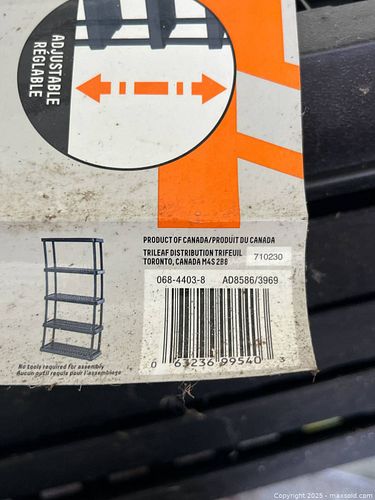 ADJUSTABLE
RÉGLABLE
PRODUCT OF CANADA/PRODUIT DU CANADA
TRILEAF DISTRIBUTION TRIFEUIL
TORONTO, CANADA M4S 2B8
710230
068-4403-8 AD8586/3969
0 63236 99540 3
No tools required for assembly
Aucun outil requis pour l'assemblage
Copyright 2025 - maxsold.com